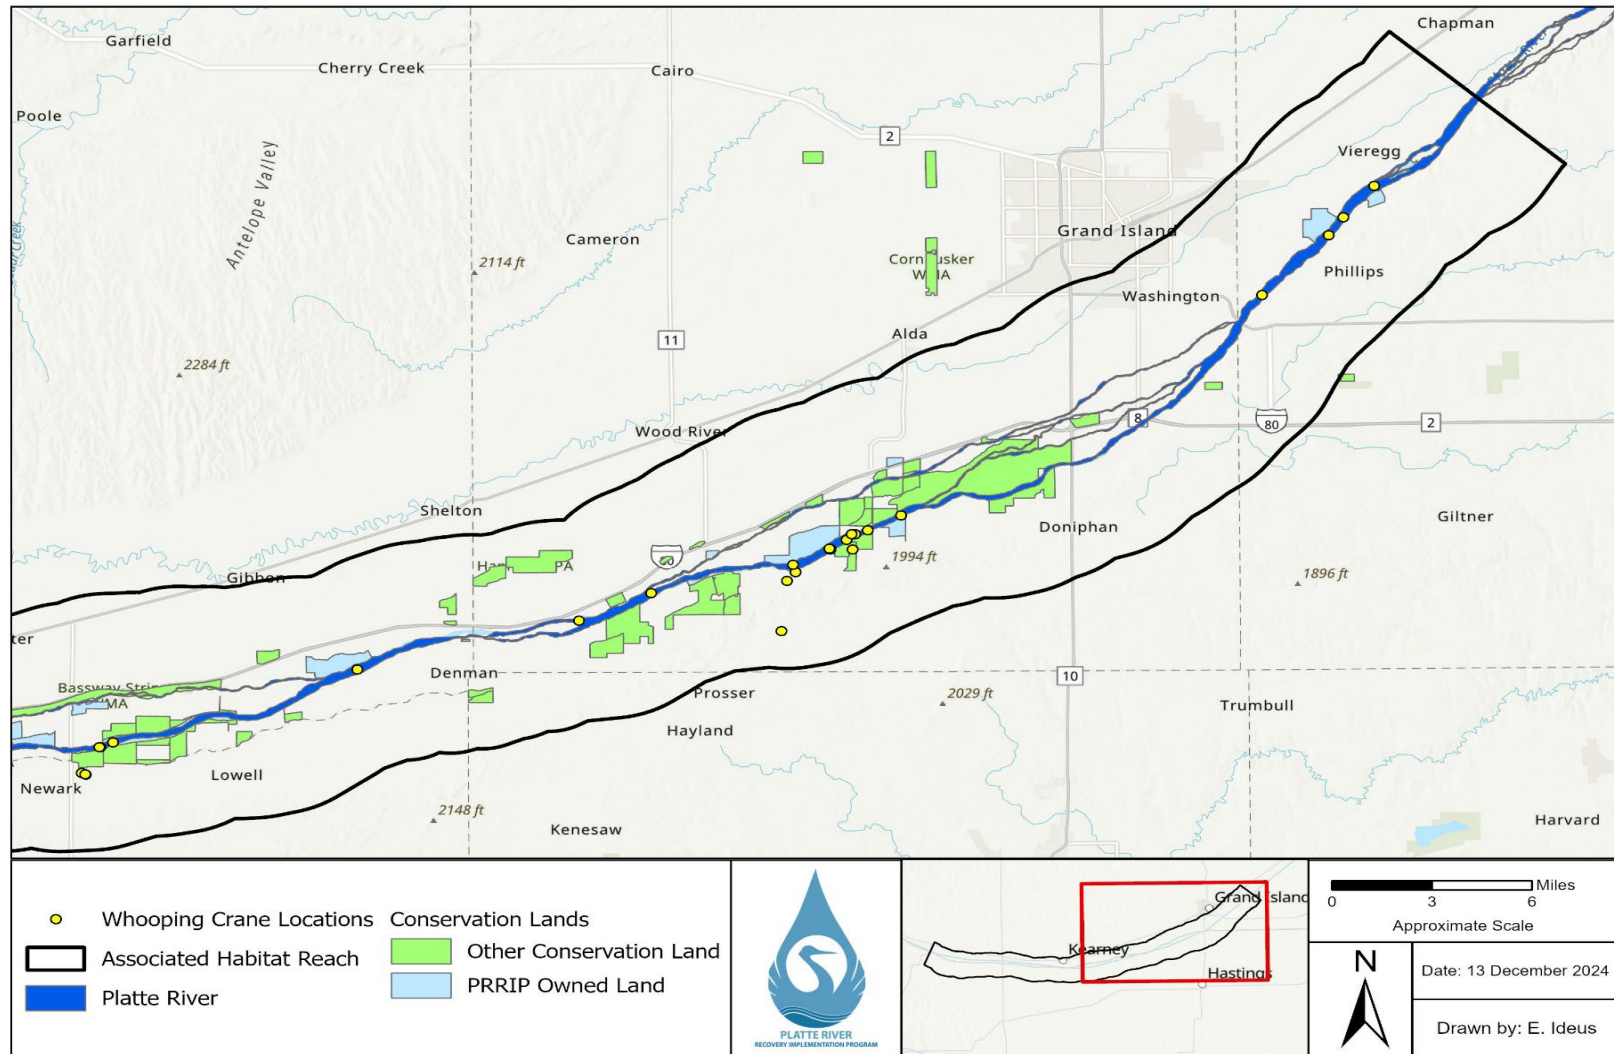 Chapman
Garfield
Cherry Creek
Cairo
Poole
2
Vieregg
Antelope Valley
Grand Island
Cameron
2114 ft
Phillips
Washington
Alda
11
2284 ft
8
80
2
Wood River
Shelton
Giltner
Doniphan
1994 ft
1896 ft
Gibbon
Denman
10
Prosser
2029 ft
Trumbull
Hayland
Lowell
Newark
2148 ft
Kenesaw
Harvard
Whooping Crane Locations
Associated Habitat Reach
Platte River
Conservation Lands
Other Conservation Land
PRRIP Owned Land
PLATTE RIVER
RECOVERY IMPLEMENTATION PROGRAM
Grand Island
Kearney
Hastings
Miles
0 3 6
Approximate Scale
N
Date: 13 December 2024
Drawn by: E. Ideus